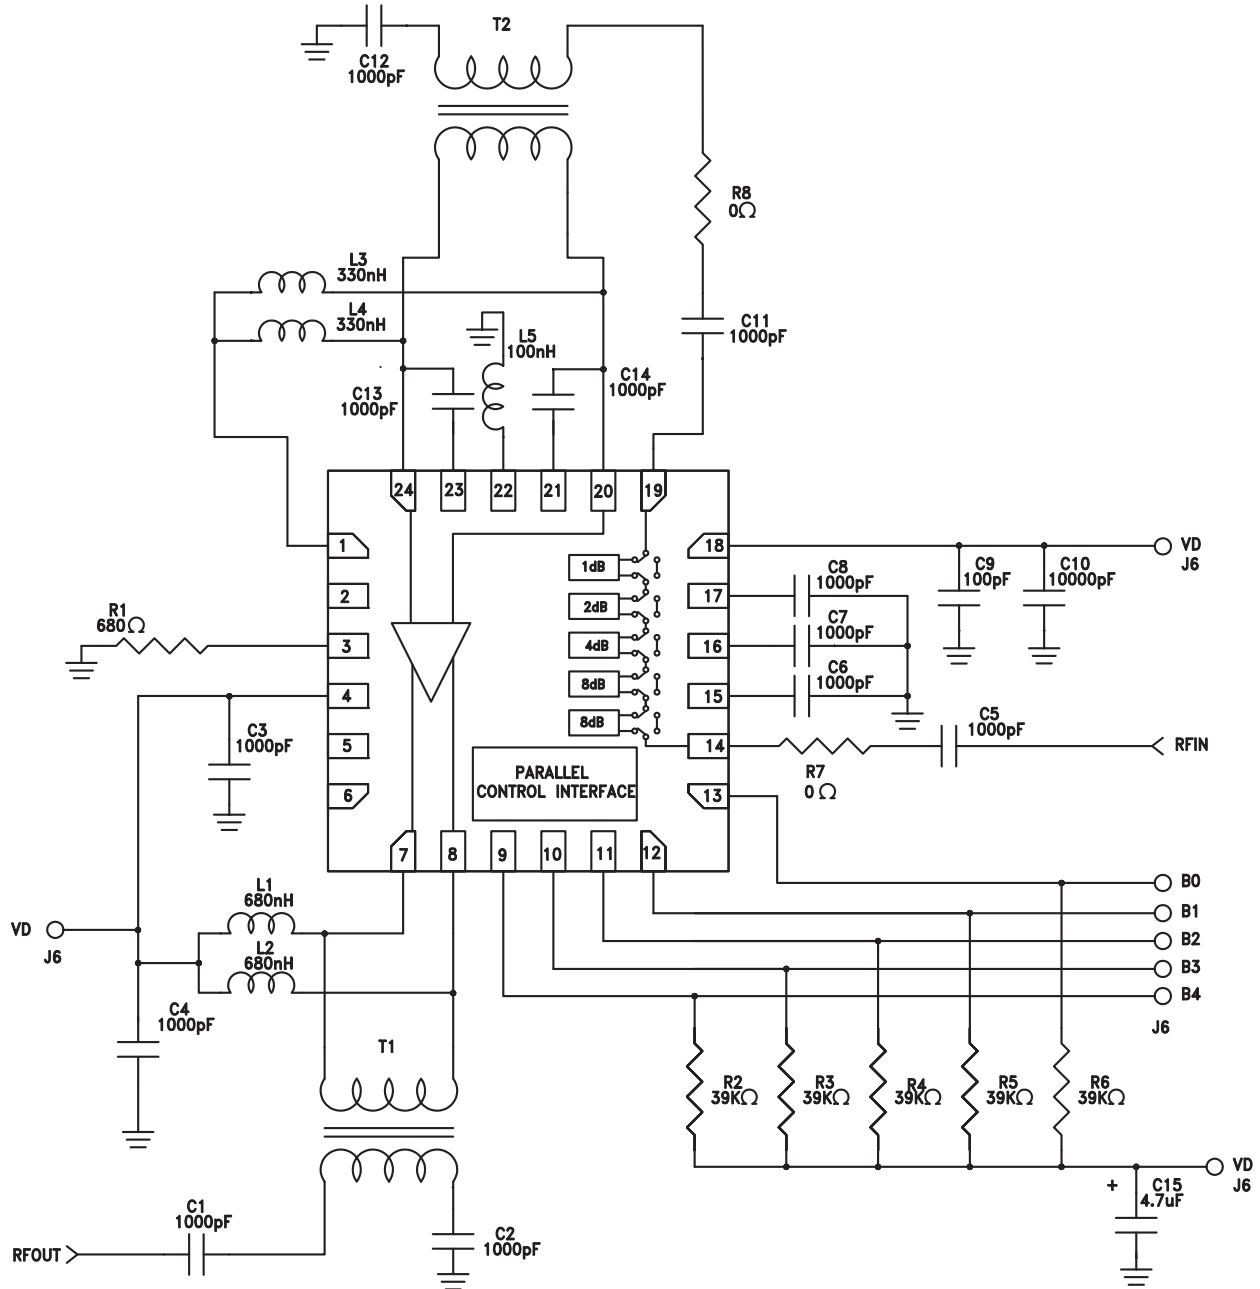 T2
C12
1000pF
R8
0Ω
L3
330nH
L4
330nH
C11
1000pF
L5
100nH
C13
1000pF
C14
1000pF
24
23
22
21
20
19
1
2
3
4
5
6
18
17
16
15
14
13
1dB
2dB
4dB
8dB
8dB
PARALLEL
CONTROL INTERFACE
7
8
9
10
11
12
R1
680Ω
C3
1000pF
C8
1000pF
C7
1000pF
C6
1000pF
C9
100pF
C10
10000pF
VD
J6
C5
1000pF
RFIN
R7
0Ω
L1
680nH
VD
J6
L2
680nH
C4
1000pF
B0
B1
B2
B3
B4
J6
T1
R2
39KΩ
R3
39KΩ
R4
39KΩ
R5
39KΩ
R6
39KΩ
VD
J6
+
C15
4.7uF
C1
1000pF
RFOUT
C2
1000pF